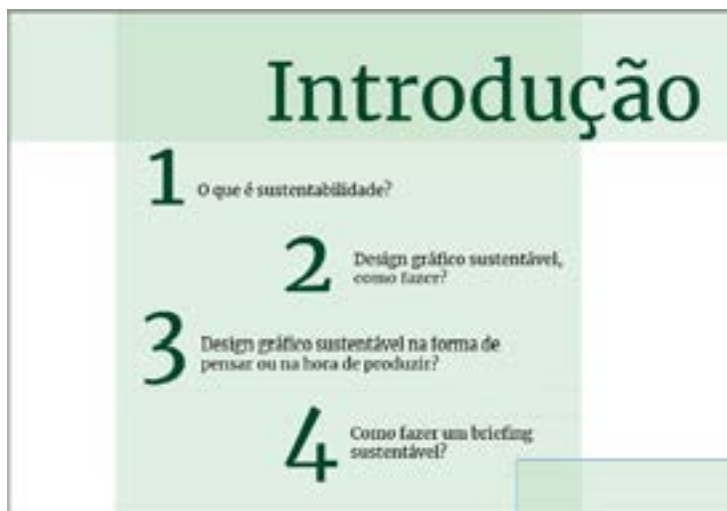 Introdução
1 O que é sustentabilidade?
2 Design gráfico sustentável,
como fazer?
3 Design gráfico sustentável na forma de
pensar ou na hora de produzir?
4 Como fazer um briefing
sustentável?